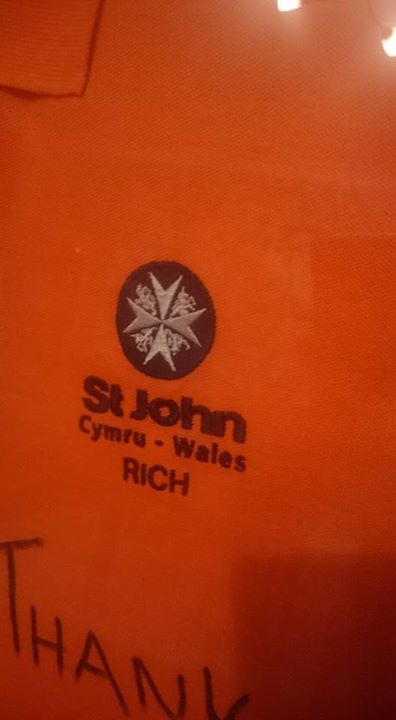 St John
Cymru - Wales
RICH
THANK